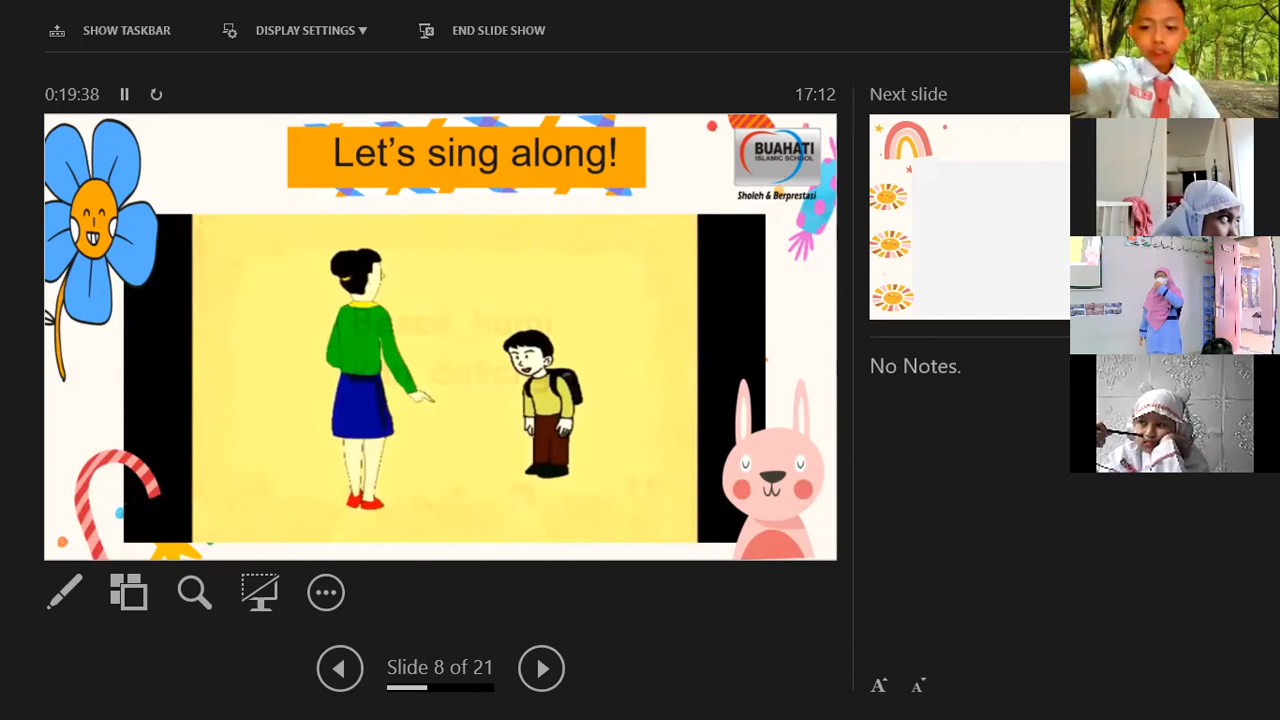 SHOW TASKBAR
DISPLAY SETTINGS ▼
END SLIDE SHOW
0:19:38
17:12
Next slide
Let's sing along!
BUAHATI
ISLAMIC SCHOOL
Sholeh & Berprestasi
No Notes.
Slide 8 of 21
A
A